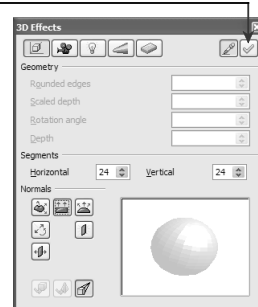 3D Effects
Geometry
Rounded edges
Scaled depth
Rotation angle
Depth
Segments
Horizontal 24 Vertical 24
Normals